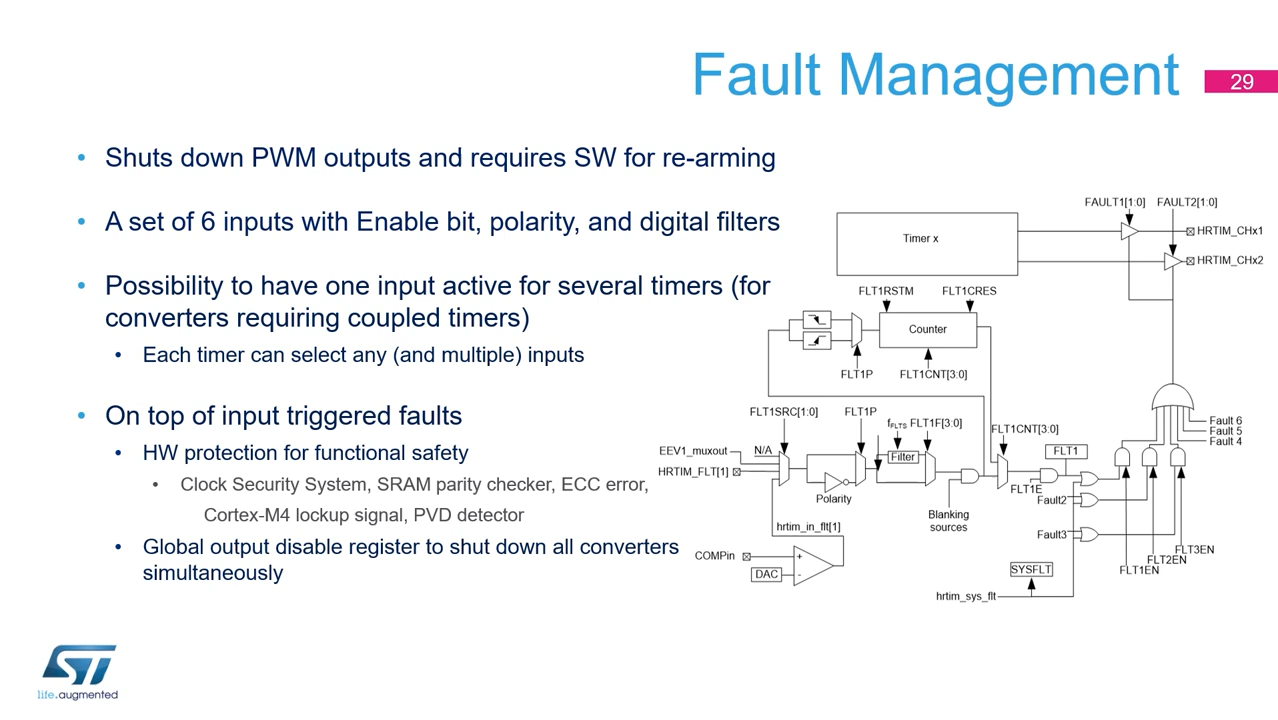 Fault Management
29
• Shuts down PWM outputs and requires SW for re-arming
• A set of 6 inputs with Enable bit, polarity, and digital filters
• Possibility to have one input active for several timers (for
converters requiring coupled timers)
• Each timer can select any (and multiple) inputs
• On top of input triggered faults
• HW protection for functional safety
• Clock Security System, SRAM parity checker, ECC error,
Cortex-M4 lockup signal, PVD detector
• Global output disable register to shut down all converters
simultaneously
FAULT1[1:0] FAULT2[1:0]
Timer x
HRTIM_CHx1
HRTIM_CHx2
FLT1RSTM FLT1CRES
Counter
FLT1P FLT1CNT[3:0]
FLT1SRC[1:0] FLT1P
fFLTS FLT1F[3:0]
FLT1CNT[3:0]
Fault 6
Fault 5
Fault 4
EEV1_muxout
N/A
Filter
FLT1
HRTIM_FLT[1]
Polarity
FLT1E
Fault2
Blanking
sources
hrtim_in_flt[1]
Fault3
COMPin
+
-
DAC
FLT3EN
FLT2EN
FLT1EN
SYSFLT
hrtim_sys_flt
ST
life.augmented